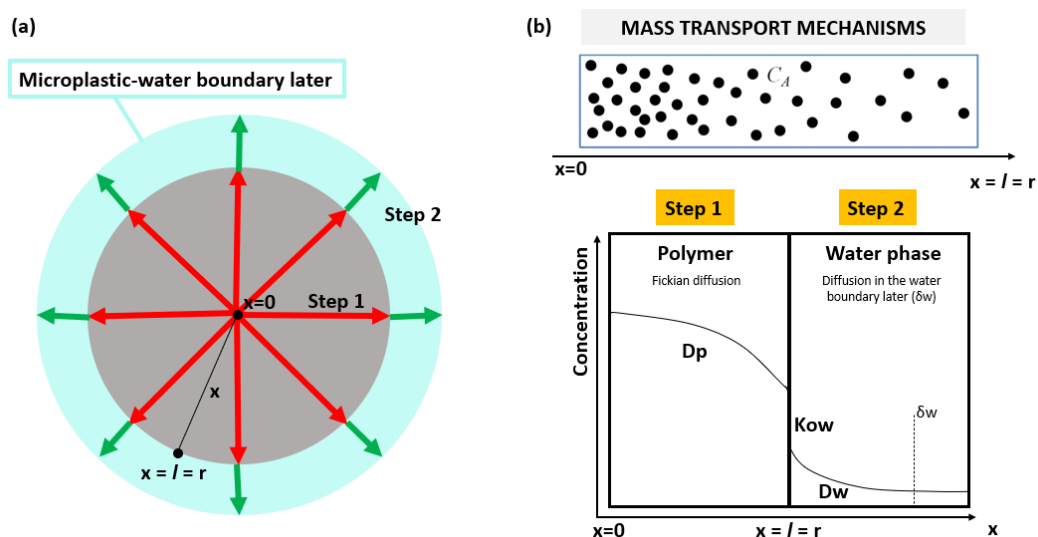 (a)
Microplastic-water boundary later
Step 2
x=0
Step 1
x
x = l = r
(b)
MASS TRANSPORT MECHANISMS
C_A
x=0
x = l = r
Step 1
Step 2
Concentration
Polymer
Fickian diffusion
Dp
Water phase
Diffusion in the water
boundary later (δw)
δw
Kow
Dw
x=0
x = l = r
x